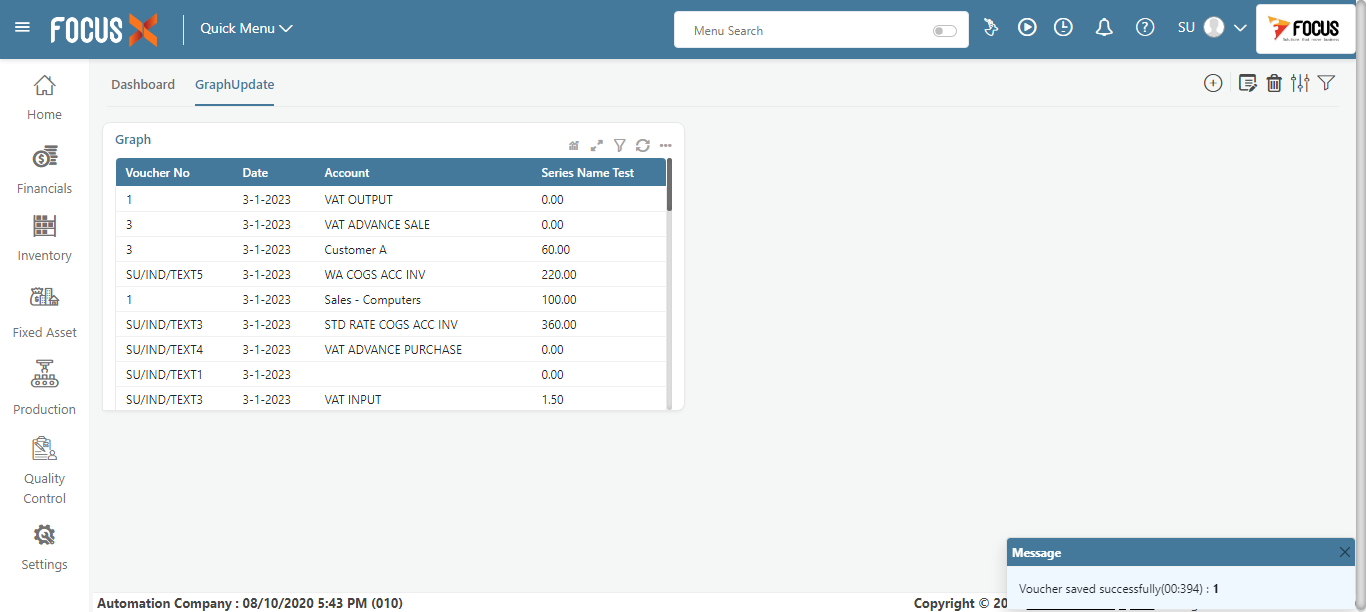 FOCUS X
Quick Menu
Menu Search
SU
FOCUS
Home
Financials
Inventory
Fixed Asset
Production
Quality
Control
Settings
Dashboard
GraphUpdate
Graph
Voucher No Date Account Series Name Test
1 3-1-2023 VAT OUTPUT 0.00
3 3-1-2023 VAT ADVANCE SALE 0.00
3 3-1-2023 Customer A 60.00
SU/IND/TEXT5 3-1-2023 WA COGS ACC INV 220.00
1 3-1-2023 Sales - Computers 100.00
SU/IND/TEXT3 3-1-2023 STD RATE COGS ACC INV 360.00
SU/IND/TEXT4 3-1-2023 VAT ADVANCE PURCHASE 0.00
SU/IND/TEXT1 3-1-2023 0.00
SU/IND/TEXT3 3-1-2023 VAT INPUT 1.50
Message
Voucher saved successfully(00:394) : 1
Automation Company : 08/10/2020 5:43 PM (010)
Copyright © 20